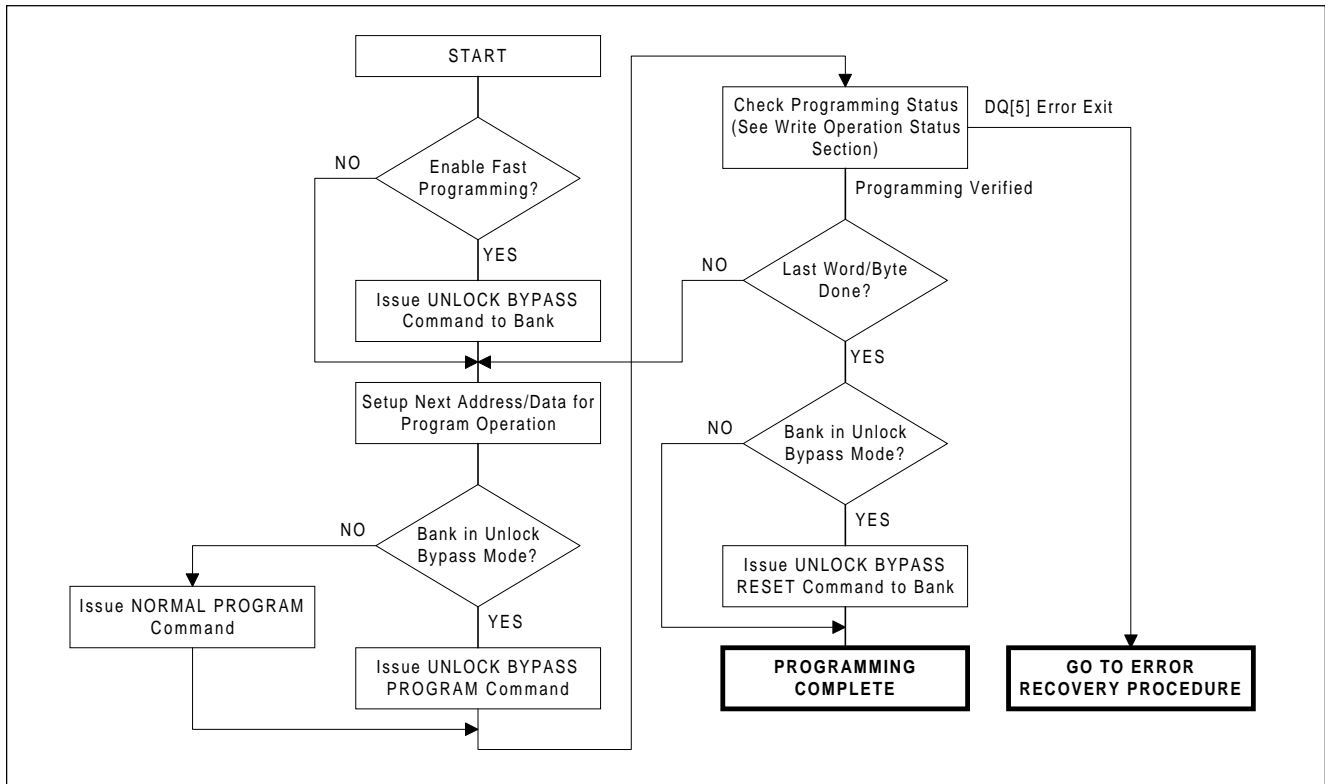 START
NO
Enable Fast
Programming?
YES
Issue UNLOCK BYPASS
Command to Bank
Setup Next Address/Data for
Program Operation
NO
Bank in Unlock
Bypass Mode?
Issue NORMAL PROGRAM
Command
YES
Issue UNLOCK BYPASS
PROGRAM Command
Check Programming Status
(See Write Operation Status
Section)
DQ[5] Error Exit
Programming Verified
NO
Last Word/Byte
Done?
YES
NO
Bank in Unlock
Bypass Mode?
YES
Issue UNLOCK BYPASS
RESET Command to Bank
PROGRAMMING
COMPLETE
GO TO ERROR
RECOVERY PROCEDURE